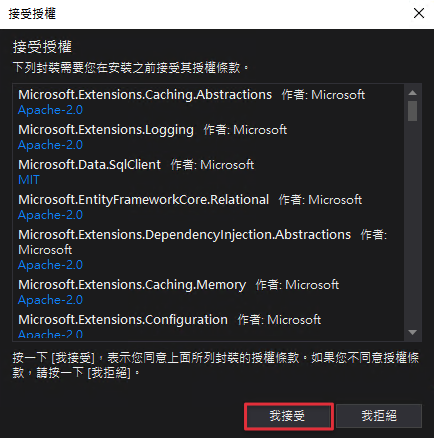 接受授權
接受授權
下列封裝需要您在安裝之前接受其授權條款。
Microsoft.Extensions.Caching.Abstractions 作者: Microsoft
Apache-2.0
Microsoft.Extensions.Logging 作者: Microsoft
Apache-2.0
Microsoft.Data.SqlClient 作者: Microsoft
MIT
Microsoft.EntityFrameworkCore.Relational 作者: Microsoft
Apache-2.0
Microsoft.Extensions.DependencyInjection.Abstractions 作者:
Microsoft
Apache-2.0
Microsoft.Extensions.Caching.Memory 作者: Microsoft
Apache-2.0
Microsoft.Extensions.Configuration 作者: Microsoft
Apache-2.0
按一下 [我接受]，表示您同意上面所列封裝的授權條款。如果您不同意授權條
款，請按一下 [我拒絕]。
我接受 我拒絕